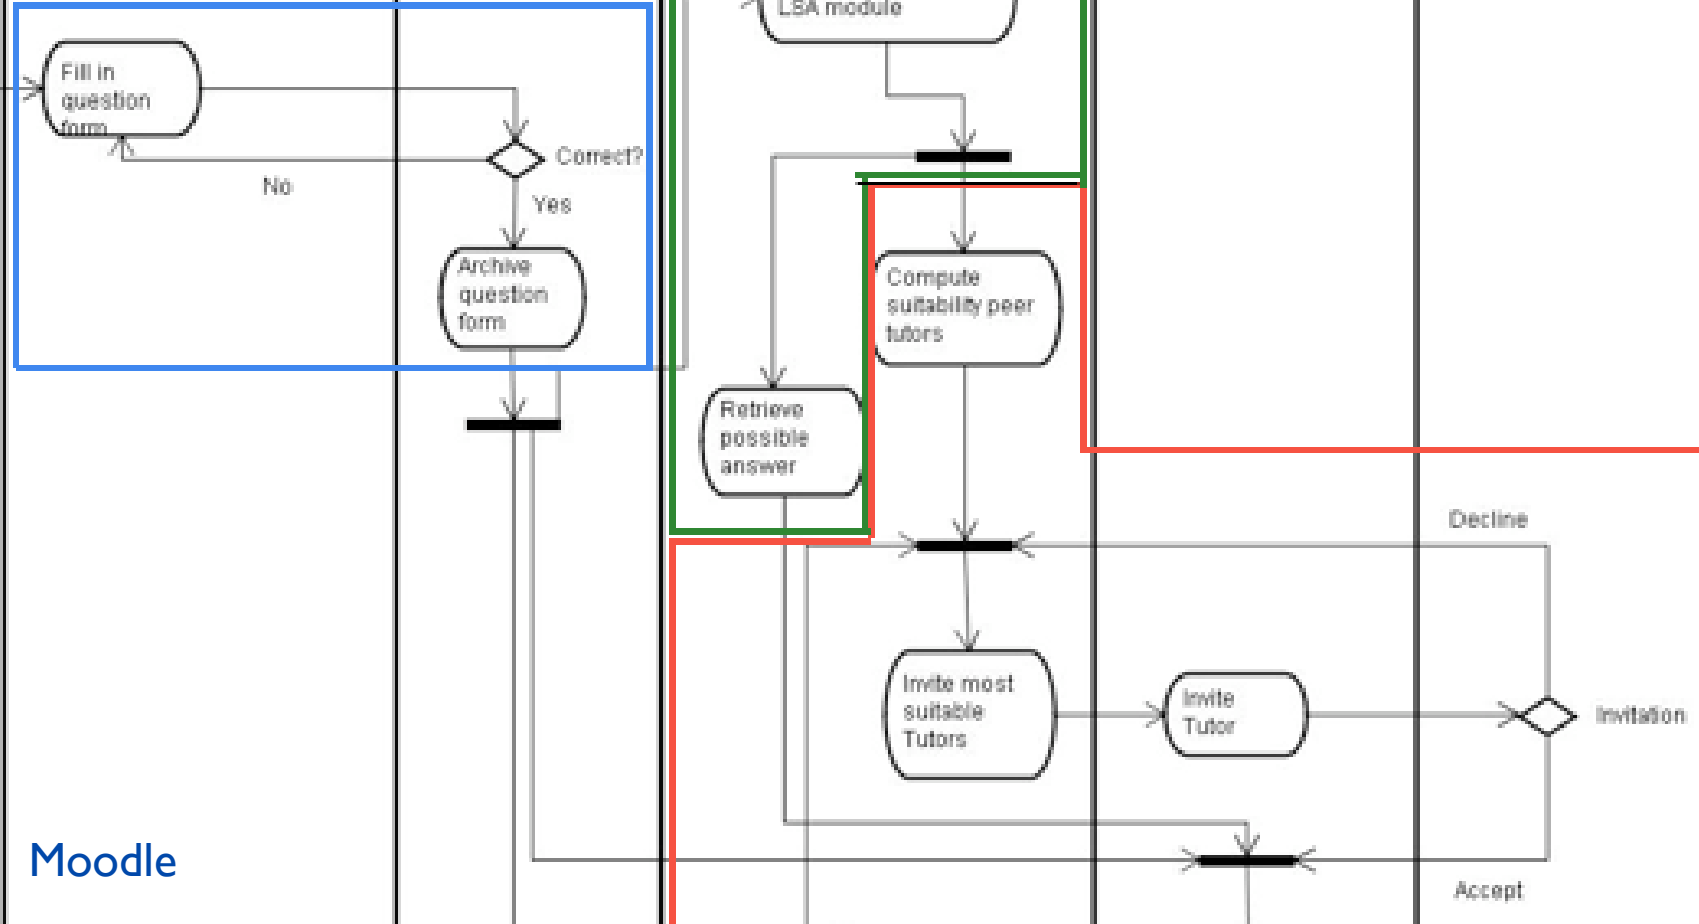 LSA module
Fill in
question
form
Correct?
No
Yes
Archive
question
form
Compute
suitability peer
tutors
Retrieve
possible
answer
Decline
Invite most
suitable
Tutors
Invite
Tutor
Invitation
Moodle
Accept